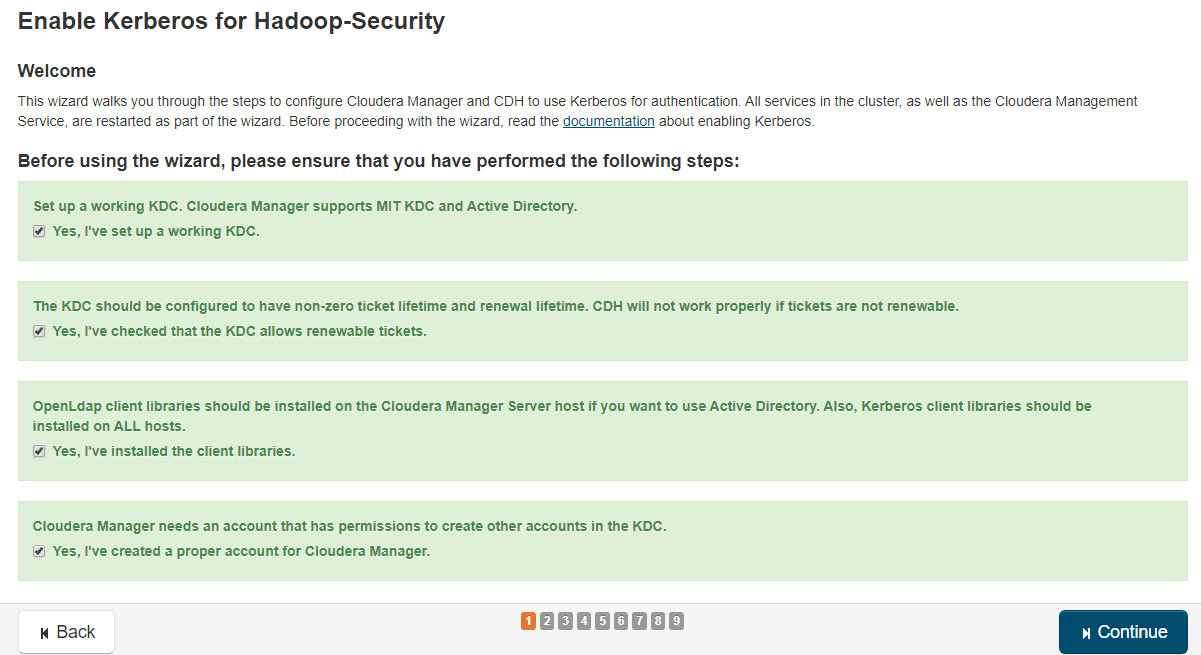 Enable Kerberos for Hadoop-Security
Welcome
This wizard walks you through the steps to configure Cloudera Manager and CDH to use Kerberos for authentication. All services in the cluster, as well as the Cloudera Management
Service, are restarted as part of the wizard. Before proceeding with the wizard, read the documentation about enabling Kerberos.
Before using the wizard, please ensure that you have performed the following steps:
Set up a working KDC. Cloudera Manager supports MIT KDC and Active Directory.
Yes, I've set up a working KDC.
The KDC should be configured to have non-zero ticket lifetime and renewal lifetime. CDH will not work properly if tickets are not renewable.
Yes, I've checked that the KDC allows renewable tickets.
OpenLdap client libraries should be installed on the Cloudera Manager Server host if you want to use Active Directory. Also, Kerberos client libraries should be
installed on ALL hosts.
Yes, I've installed the client libraries.
Cloudera Manager needs an account that has permissions to create other accounts in the KDC.
Yes, I've created a proper account for Cloudera Manager.
Back
1 2 3 4 5 6 7 8 9
Continue